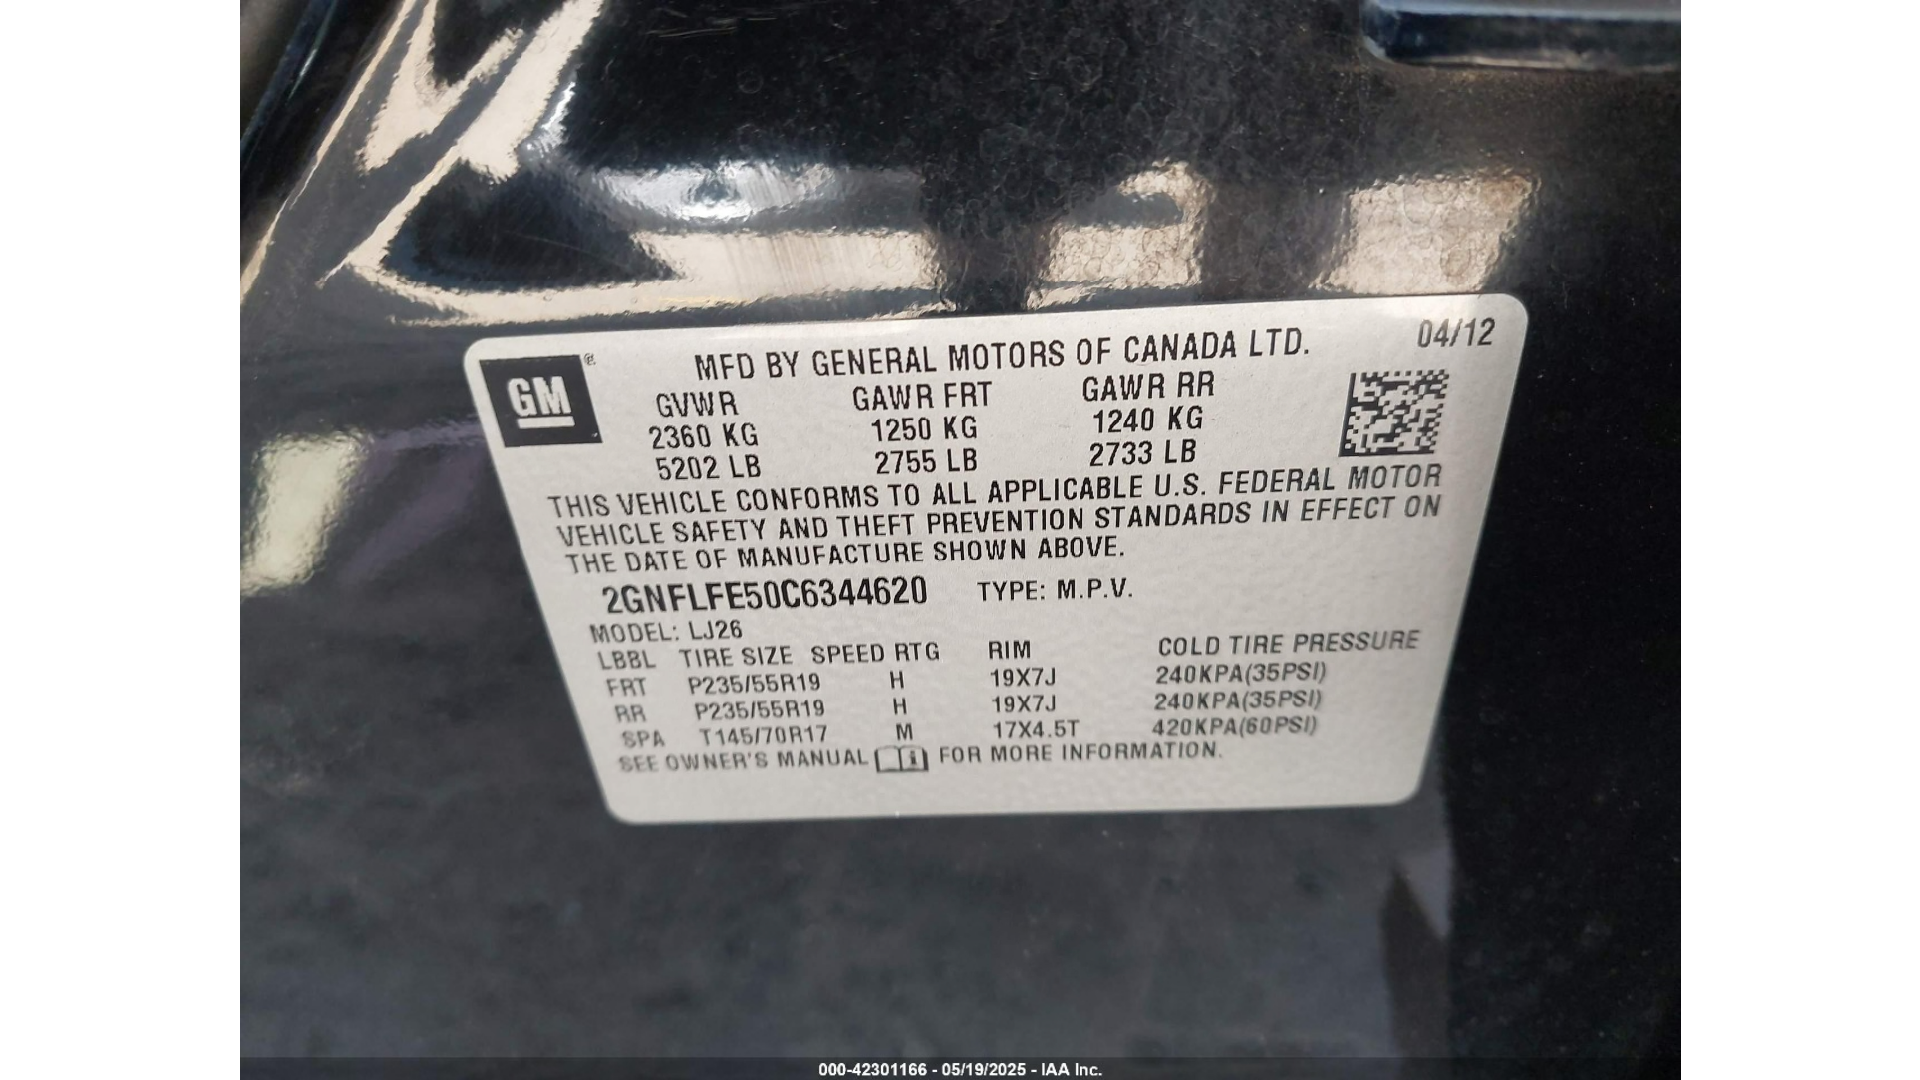 GM ®
MFD BY GENERAL MOTORS OF CANADA LTD. 04/12
GVWR GAWR FRT GAWR RR
2360 KG 1250 KG 1240 KG
5202 LB 2755 LB 2733 LB
THIS VEHICLE CONFORMS TO ALL APPLICABLE U.S. FEDERAL MOTOR
VEHICLE SAFETY AND THEFT PREVENTION STANDARDS IN EFFECT ON
THE DATE OF MANUFACTURE SHOWN ABOVE.
2GNFLFE50C6344620 TYPE: M.P.V.
MODEL: LJ26
LBBL TIRE SIZE SPEED RTG RIM COLD TIRE PRESSURE
FRT P235/55R19 H 19X7J 240KPA(35PSI)
RR P235/55R19 H 19X7J 240KPA(35PSI)
SPA T145/70R17 M 17X4.5T 420KPA(60PSI)
SEE OWNER'S MANUAL i FOR MORE INFORMATION.
000-42301166 - 05/19/2025 - IAA Inc.